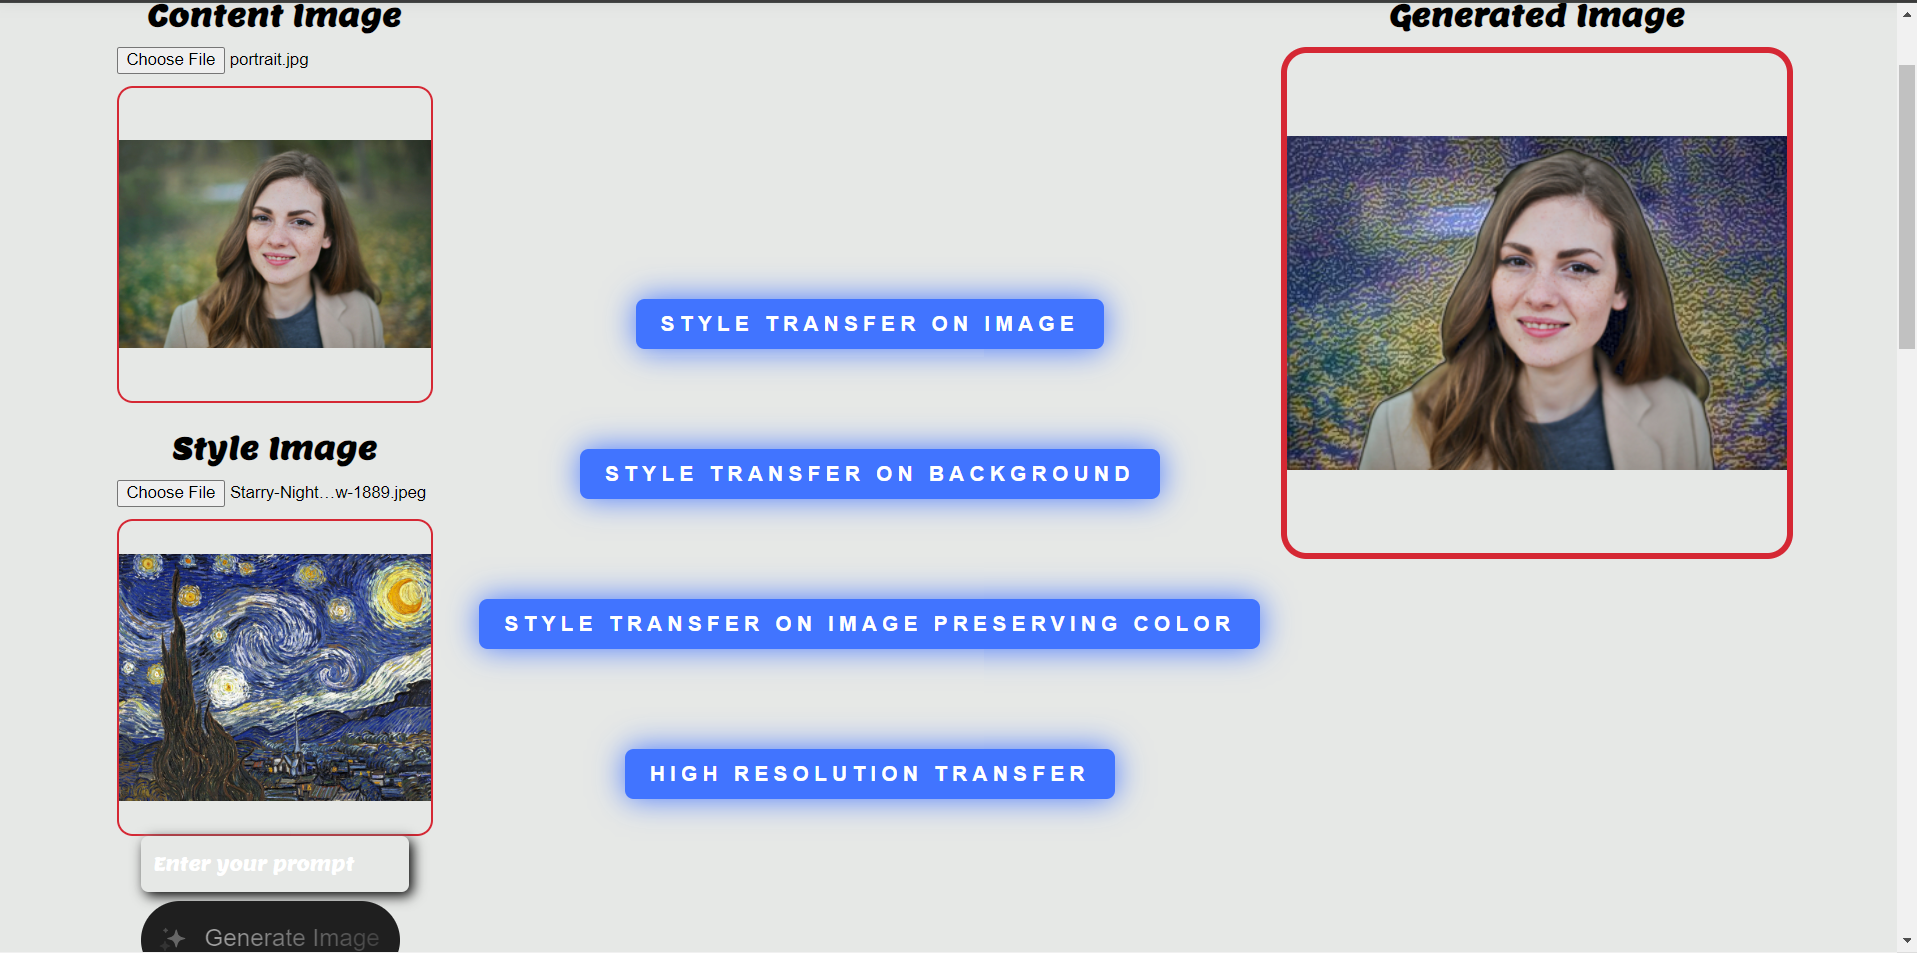 Content Image
Choose File portrait.jpg
Style Image
Choose File Starry-Night...w-1889.jpeg
Enter your prompt
Generate Image
STYLE TRANSFER ON IMAGE
STYLE TRANSFER ON BACKGROUND
STYLE TRANSFER ON IMAGE PRESERVING COLOR
HIGH RESOLUTION TRANSFER
Generated Image